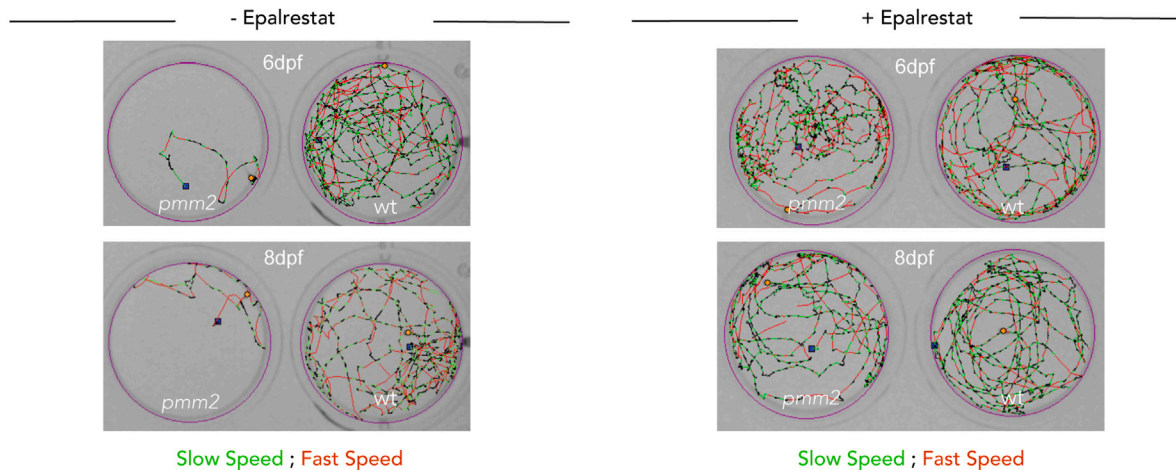 - Epalrestat
6dpf
pmm2
wt
8dpf
pmm2
wt
Slow Speed ; Fast Speed
+ Epalrestat
6dpf
pmm2
wt
8dpf
pmm2
wt
Slow Speed ; Fast Speed